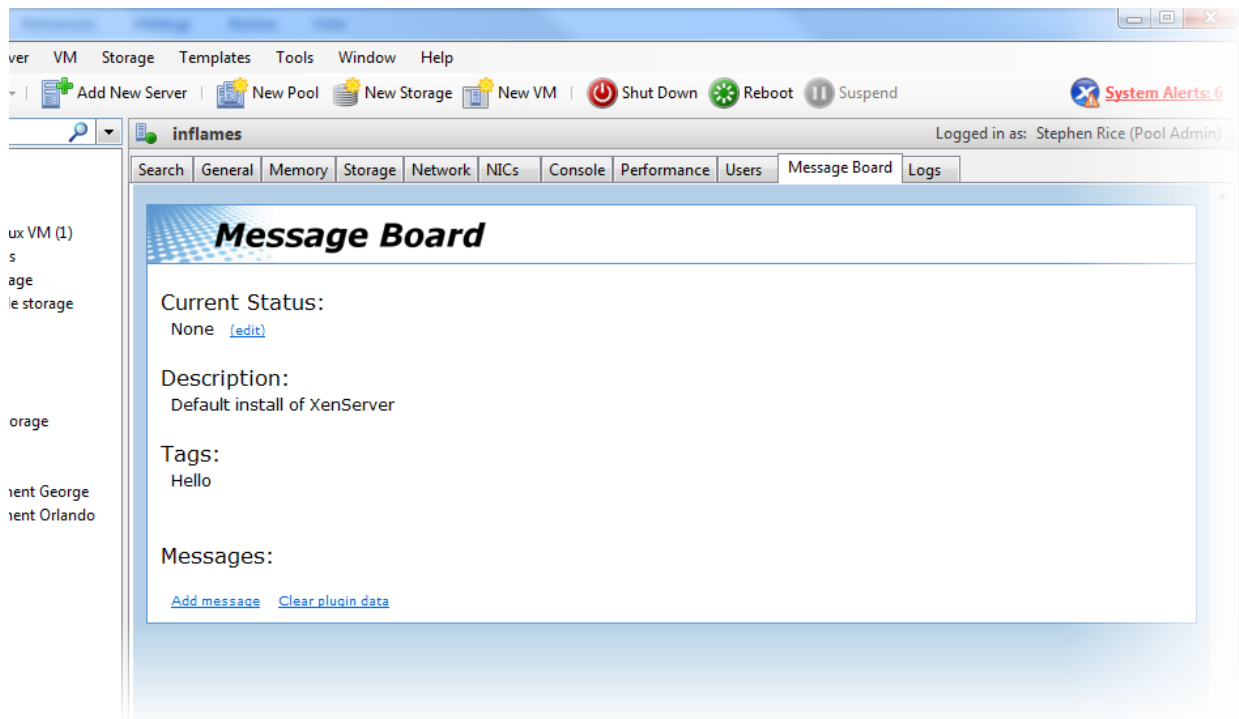 ver VM Storage Templates Tools Window Help
Add New Server New Pool New Storage New VM Shut Down Reboot Suspend System Alerts: 6
inflames Logged in as: Stephen Rice (Pool Admin)
Search General Memory Storage Network NICs Console Performance Users Message Board Logs
Message Board
ux VM (1)
s
age
le storage
orage
nent George
nent Orlando
Current Status:
None (edit)
Description:
Default install of XenServer
Tags:
Hello
Messages:
Add message Clear plugin data